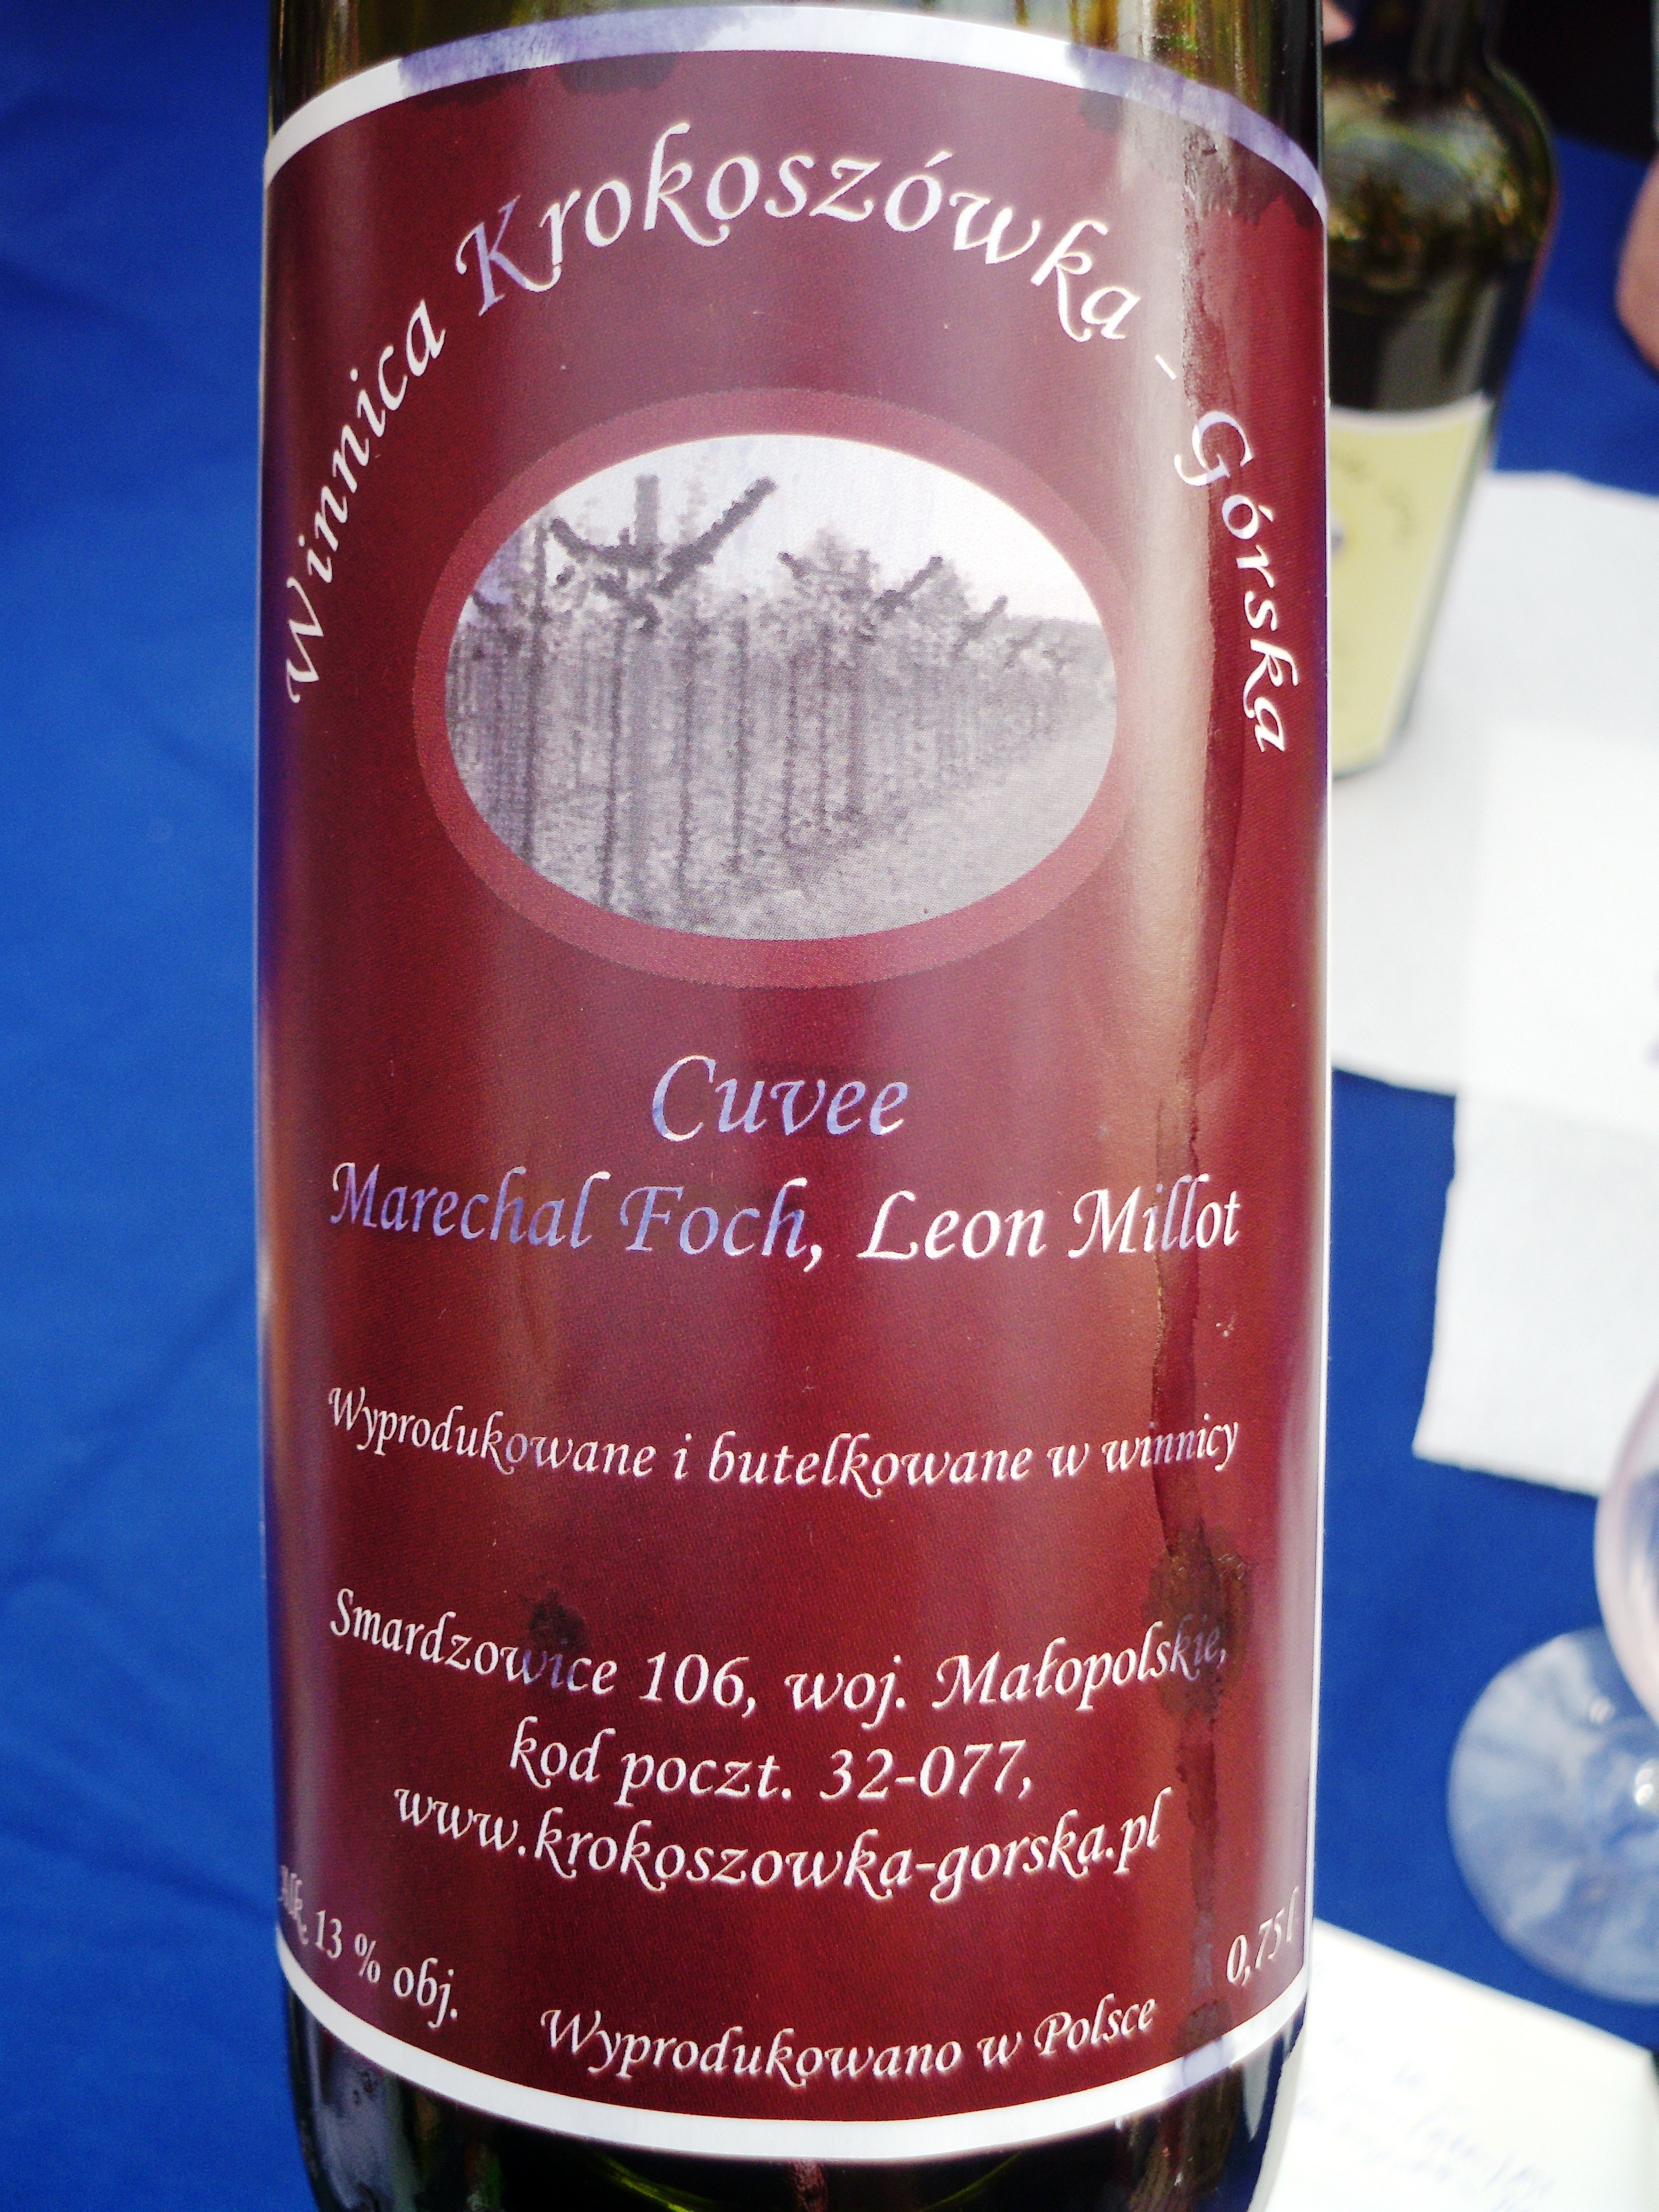 Winnica Krokoszówka - Górska
Cuvee
Marechal Foch, Leon Millot
Wyprodukowane i butelkowane w winnicy
Smardzowice 106, woj. Małopolskie,
kod poczt. 32-077,
www.krokoszowka-gorska.pl
Alk. 13 % obj.
0,75 l
Wyprodukowano w Polsce